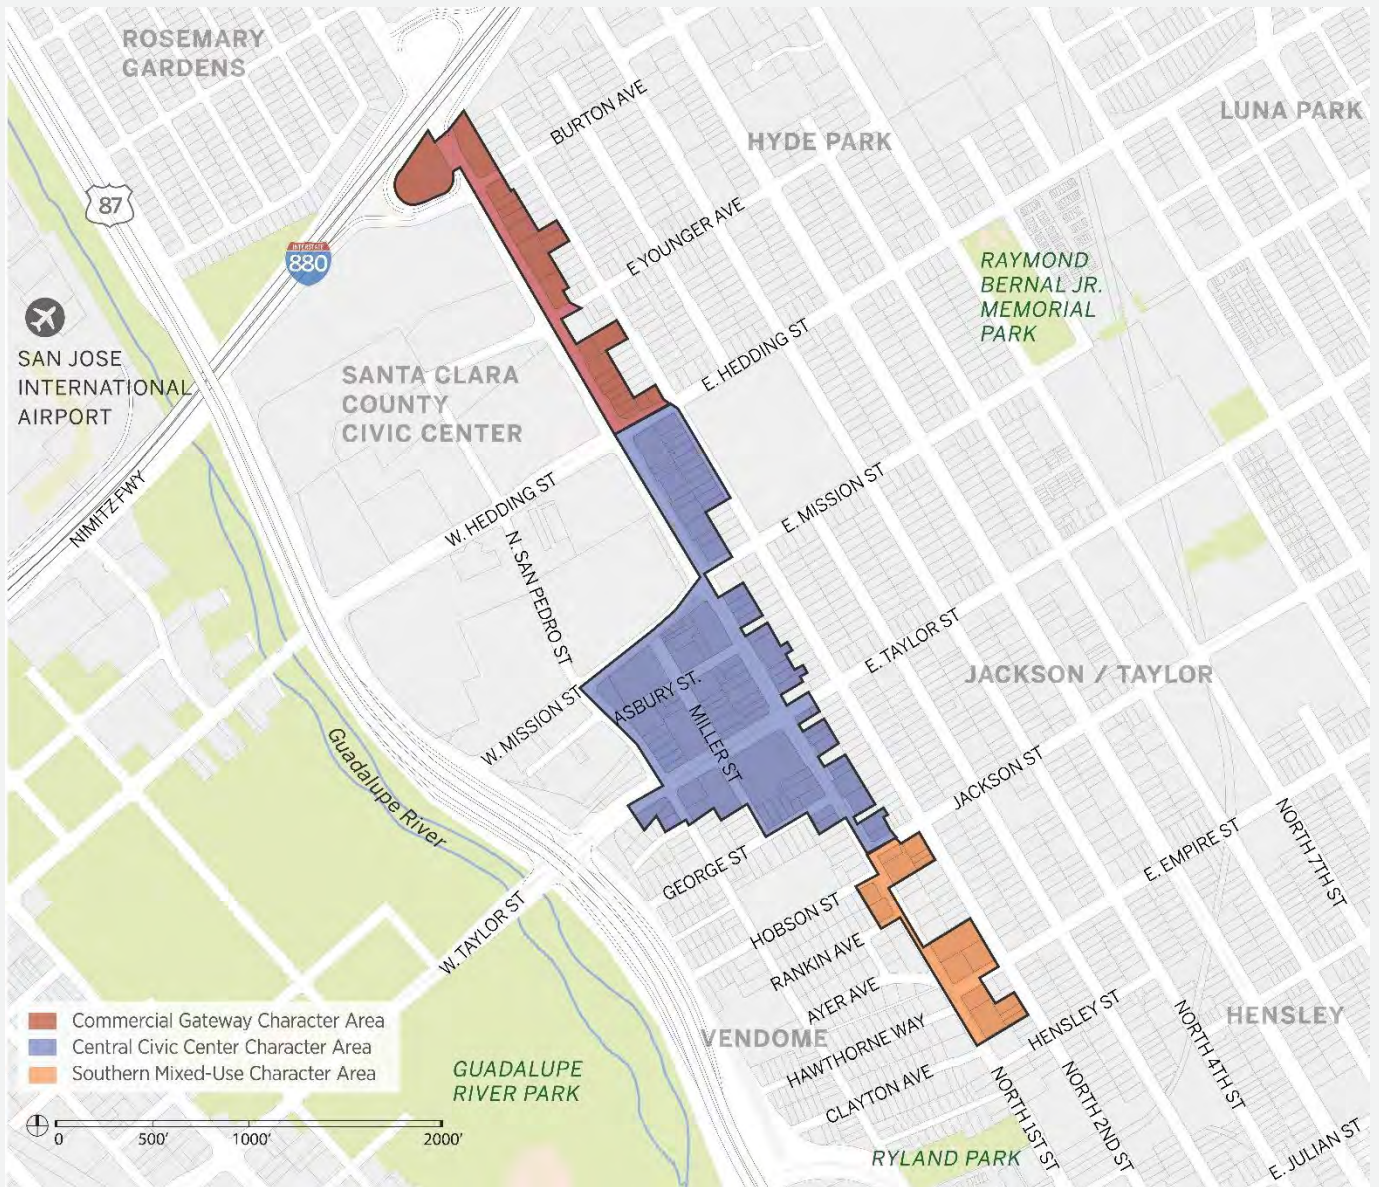 ROSEMARY
GARDENS
BURTON AVE
HYDE PARK
LUNA PARK
87
E YOUNGER AVE
INTERSTATE
880
RAYMOND
BERNAL JR.
MEMORIAL
PARK
SAN JOSE
INTERNATIONAL
AIRPORT
SANTA CLARA
COUNTY
CIVIC CENTER
E. HEDDING ST
NIMITZ FWY
W. HEDDING ST
E. MISSION ST
N. SAN PEDRO ST
E. TAYLOR ST
JACKSON / TAYLOR
W. MISSION ST
ASBURY ST.
MILLER ST
Guadalupe River
JACKSON ST
E. EMPIRE ST
NORTH 7TH ST
GEORGE ST
W. TAYLOR ST
HOBSON ST
RANKIN AVE
AYER AVE
HENSLEY ST
HENSLEY
VENDOME
HAWTHORNE WAY
NORTH 4TH ST
CLAYTON AVE
NORTH 1ST ST
NORTH 2ND ST
E. JULIAN ST
GUADALUPE
RIVER PARK
RYLAND PARK
Commercial Gateway Character Area
Central Civic Center Character Area
Southern Mixed-Use Character Area
0 500' 1000' 2000'